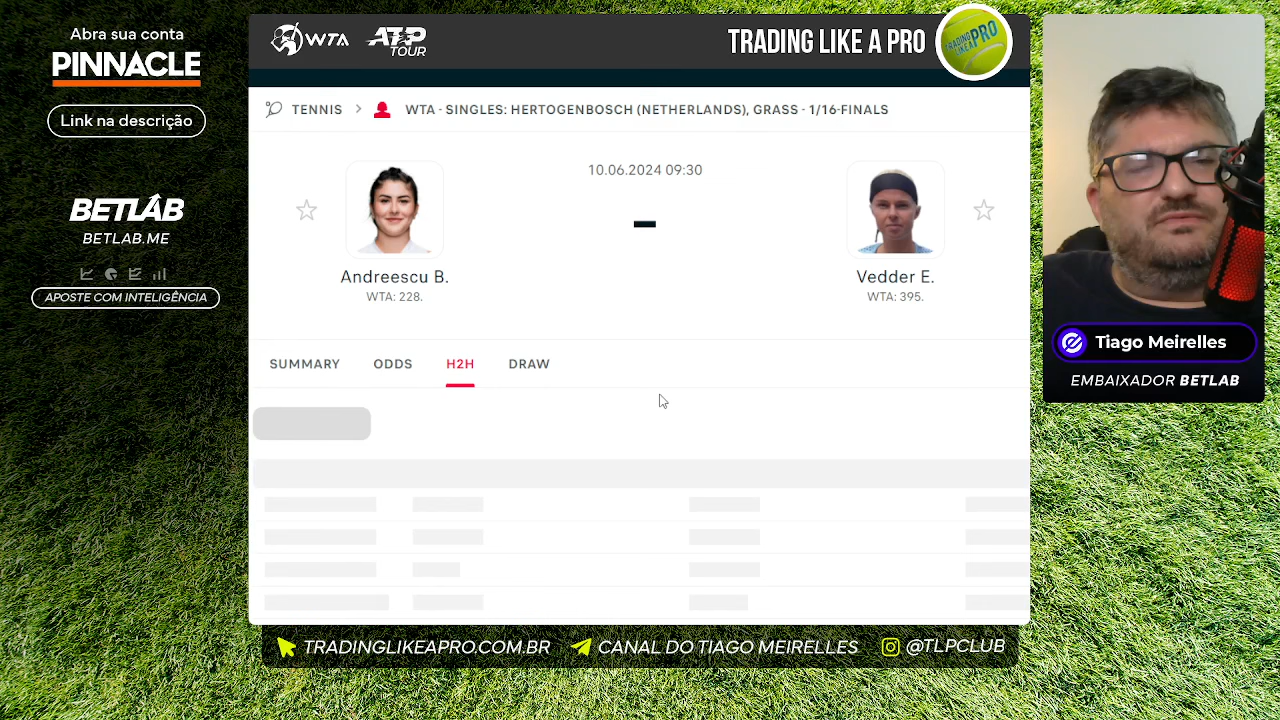 Abra sua conta
PINNACLE
Link na descrição
BETLAB
BETLAB.ME
APOSTE COM INTELIGÊNCIA
WTA
ATP
TOUR
TRADING LIKE A PRO
TRADING LIKE A PRO
TENNIS
WTA - SINGLES: HERTOGENBOSCH (NETHERLANDS), GRASS - 1/16-FINALS
10.06.2024 09:30
-
Andreescu B.
WTA: 228.
Vedder E.
WTA: 395.
SUMMARY ODDS H2H DRAW
Tiago Meirelles
EMBAIXADOR BETLAB
TRADINGLIKEAPRO.COM.BR CANAL DO TIAGO MEIRELLES @TLPCLUB